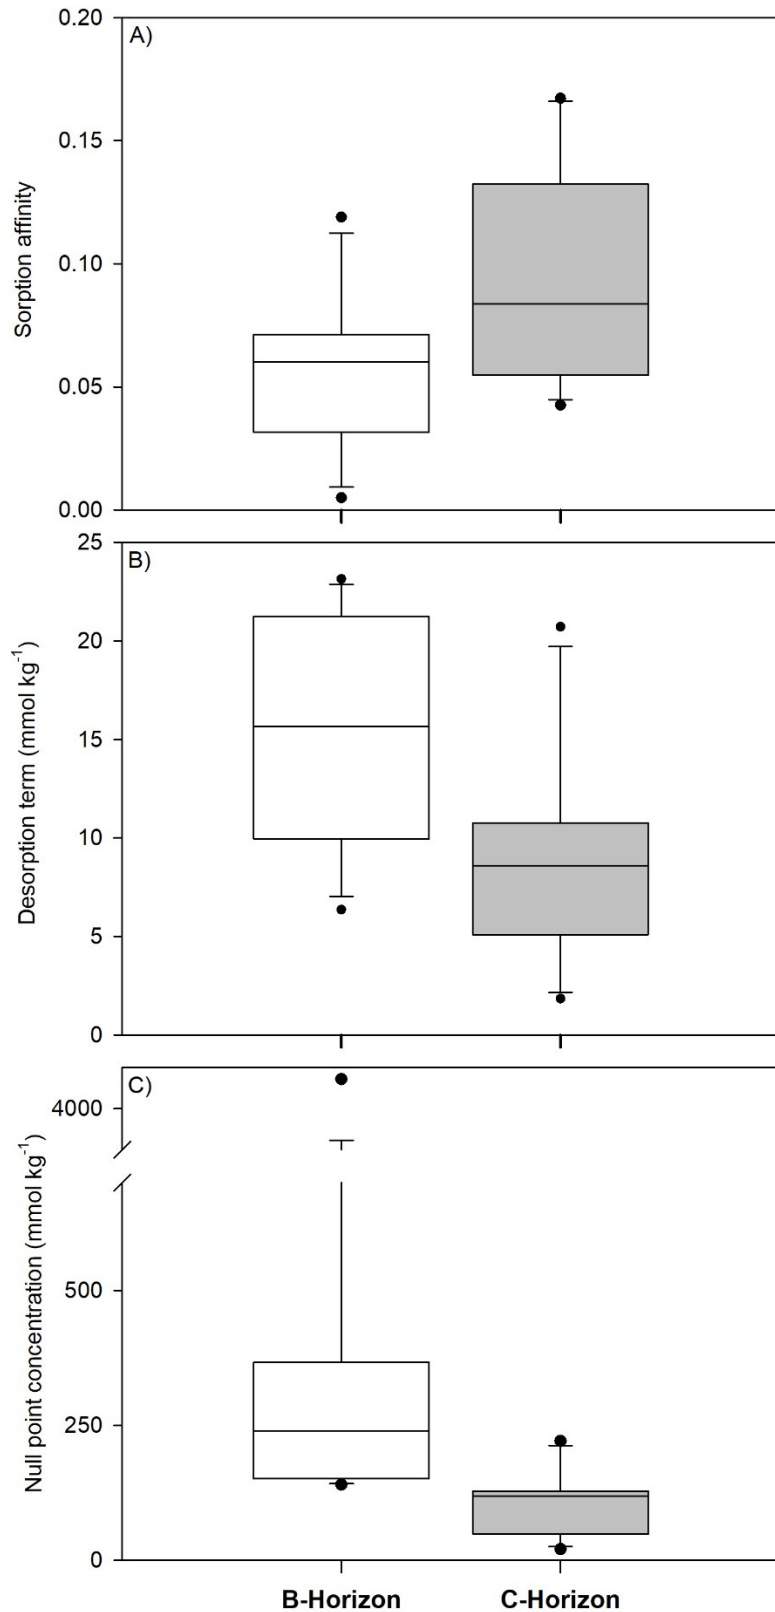 A)
0.20
0.15
0.10
0.05
0.00
Sorption affinity
B)
25
20
15
10
5
0
Desorption term (mmol kg⁻¹)
C)
4000
500
250
0
Null point concentration (mmol kg⁻¹)
B-Horizon C-Horizon